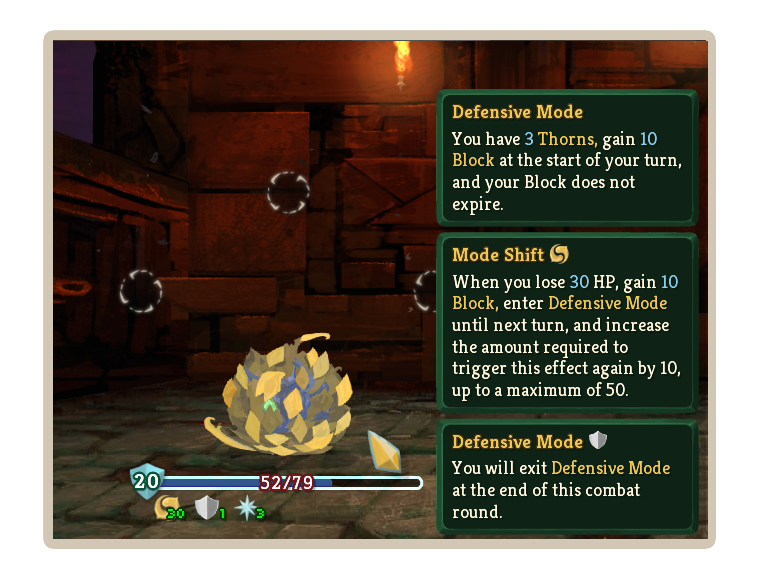 Defensive Mode
You have 3 Thorns, gain 10
Block at the start of your turn,
and your Block does not
expire.
Mode Shift
When you lose 30 HP, gain 10
Block, enter Defensive Mode
until next turn, and increase
the amount required to
trigger this effect again by 10,
up to a maximum of 50.
Defensive Mode
You will exit Defensive Mode
at the end of this combat
round.
20 52/79
30 1 3